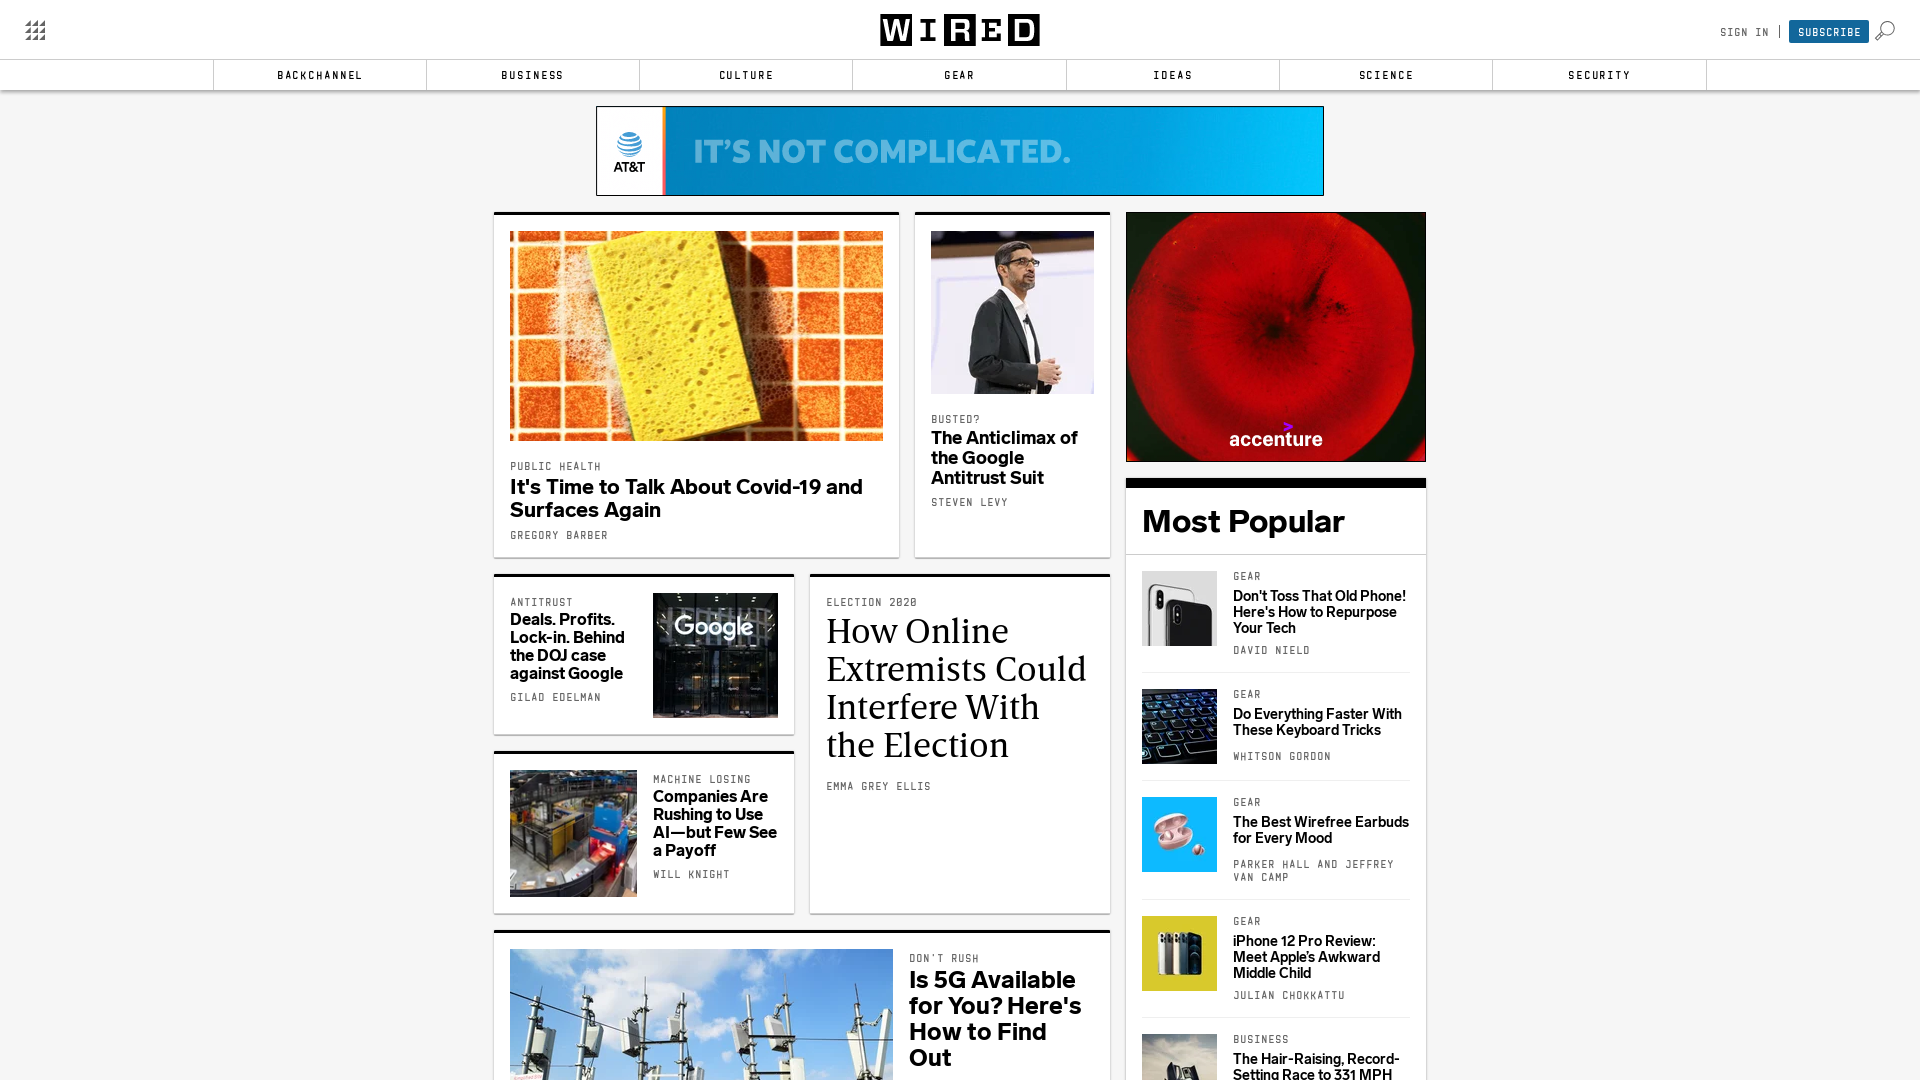 WIRED
SIGN IN
SUBSCRIBE
BACKCHANNEL
BUSINESS
CULTURE
GEAR
IDEAS
SCIENCE
SECURITY
AT&T
IT'S NOT COMPLICATED.
PUBLIC HEALTH
It's Time to Talk About Covid-19 and
Surfaces Again
GREGORY BARBER
BUSTED?
The Anticlimax of
the Google
Antitrust Suit
STEVEN LEVY
accenture
ANTITRUST
Deals. Profits.
Lock-in. Behind
the DOJ case
against Google
GILAD EDELMAN
Google
MACHINE LOSING
Companies Are
Rushing to Use
AI—but Few See
a Payoff
WILL KNIGHT
ELECTION 2020
How Online
Extremists Could
Interfere With
the Election
EMMA GREY ELLIS
DON'T RUSH
Is 5G Available
for You? Here's
How to Find
Out
Most Popular
GEAR
Don't Toss That Old Phone!
Here's How to Repurpose
Your Tech
DAVID NIELD
GEAR
Do Everything Faster With
These Keyboard Tricks
WHITSON GORDON
GEAR
The Best Wirefree Earbuds
for Every Mood
PARKER HALL AND JEFFREY
VAN CAMP
GEAR
iPhone 12 Pro Review:
Meet Apple's Awkward
Middle Child
JULIAN CHOKKATTU
BUSINESS
The Hair-Raising, Record-
Setting Race to 331 MPH